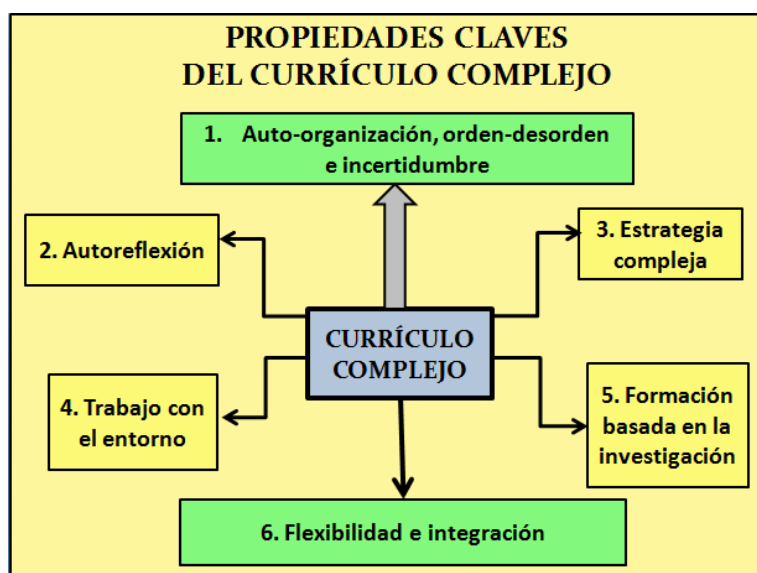 PROPIEDADES CLAVES
DEL CURRÍCULO COMPLEJO
1. Auto-organización, orden-desorden
e incertidumbre
2. Autoreflexión
3. Estrategia
compleja
CURRÍCULO
COMPLEJO
4. Trabajo con
el entorno
5. Formación
basada en la
investigación
6. Flexibilidad e integración